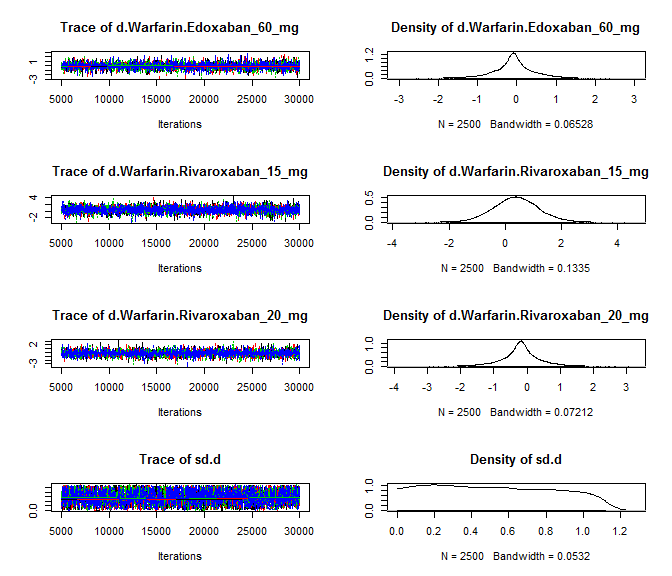 Trace of d.Warfarin.Edoxaban_60_mg
-3 1
5000 10000 15000 20000 25000 30000
Iterations
Density of d.Warfarin.Edoxaban_60_mg
0.0 1.2
-3 -2 -1 0 1 2 3
N = 2500 Bandwidth = 0.06528
Trace of d.Warfarin.Rivaroxaban_15_mg
-2 4
5000 10000 15000 20000 25000 30000
Iterations
Density of d.Warfarin.Rivaroxaban_15_mg
0.0 0.5
-4 -2 0 2 4
N = 2500 Bandwidth = 0.1335
Trace of d.Warfarin.Rivaroxaban_20_mg
-3 2
5000 10000 15000 20000 25000 30000
Iterations
Density of d.Warfarin.Rivaroxaban_20_mg
0.0 1.0
-4 -3 -2 -1 0 1 2 3
N = 2500 Bandwidth = 0.07212
Trace of sd.d
0.0
5000 10000 15000 20000 25000 30000
Iterations
Density of sd.d
0.0 1.0
0.0 0.2 0.4 0.6 0.8 1.0 1.2
N = 2500 Bandwidth = 0.0532